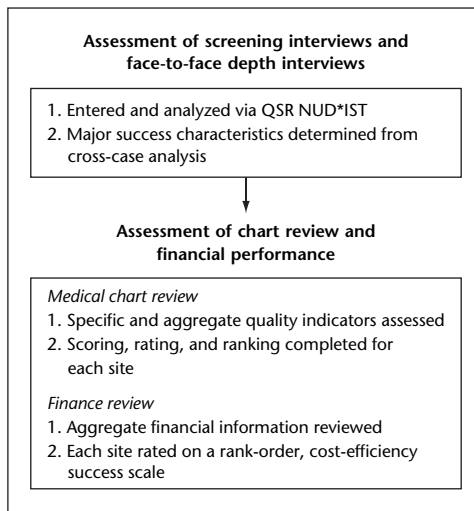 Assessment of screening interviews and
face-to-face depth interviews
1. Entered and analyzed via QSR NUD*IST
2. Major success characteristics determined from
cross-case analysis
Assessment of chart review and
financial performance
Medical chart review
1. Specific and aggregate quality indicators assessed
2. Scoring, rating, and ranking completed for
each site
Finance review
1. Aggregate financial information reviewed
2. Each site rated on a rank-order, cost-efficiency
success scale